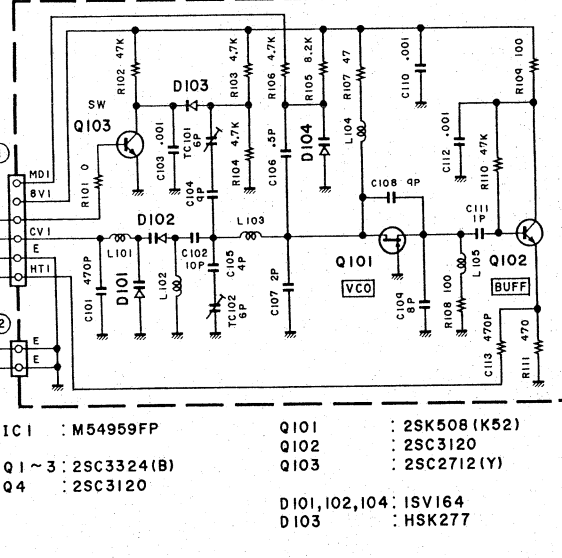 R102 47K
R103 4.7K
R106 4.7K
R105 8.2K
R107 47
C110 .001
R109 100
SW
Q103
D103
C103 .001
TC101 6P
R104 4.7K
C106 .5P
D104
L104
C112 .001
R110 47K
MD1
8V1
R101 0
C104 9P
C108 9P
C111 1P
CV1
D102
L103
L101
C102 10P
C105 4P
Q101
VCO
L105
Q102
BUFF
E
HT1
C101 470P
D101
L102
TC102 6P
C107 2P
C109 8P
R108 100
C113 470P
R111 470
2
E
E
IC1 : M54959FP
Q1~3 : 2SC3324(B)
Q4 : 2SC3120
Q101 : 2SK508(K52)
Q102 : 2SC3120
Q103 : 2SC2712(Y)
D101,102,104 : 1SV164
D103 : HSK277